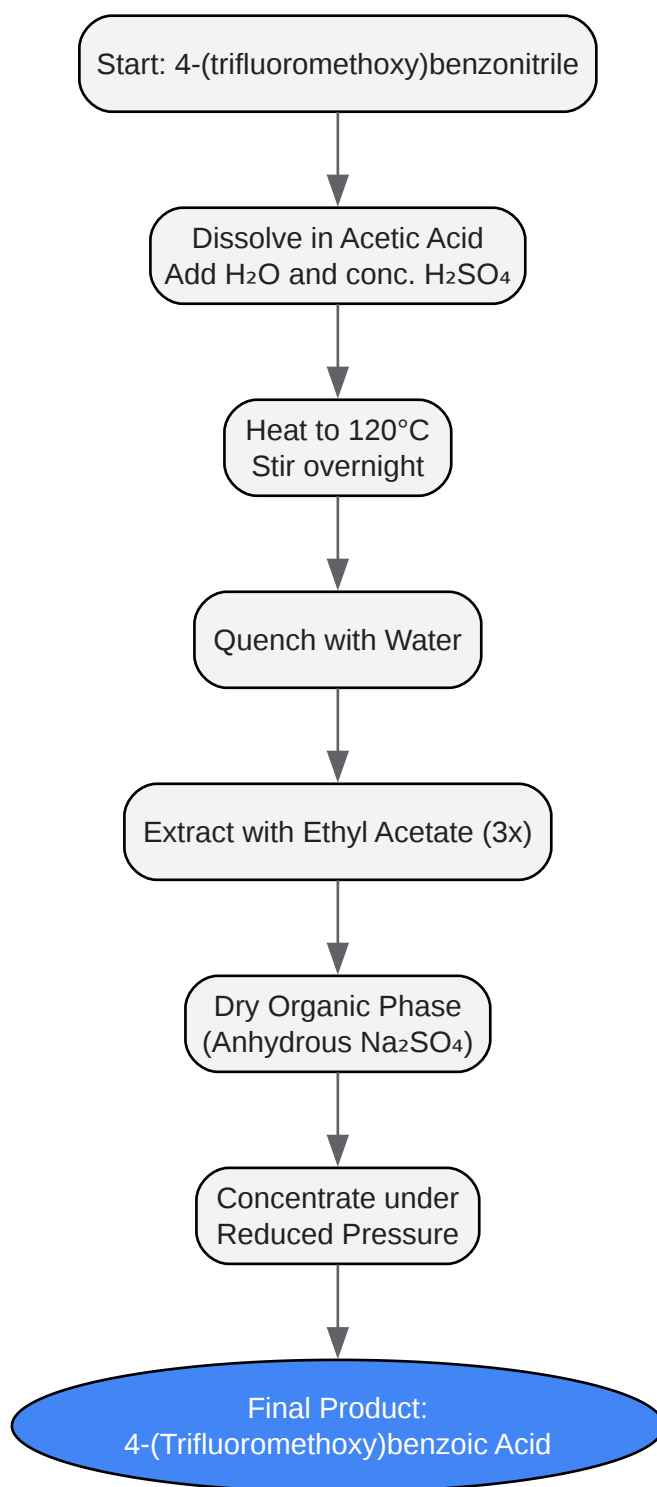 Start: 4-(trifluoromethoxy)benzonitrile
Dissolve in Acetic Acid
Add H₂O and conc. H₂SO₄
Heat to 120°C
Stir overnight
Quench with Water
Extract with Ethyl Acetate (3x)
Dry Organic Phase
(Anhydrous Na₂SO₄)
Concentrate under
Reduced Pressure
Final Product:
4-(Trifluoromethoxy)benzoic Acid